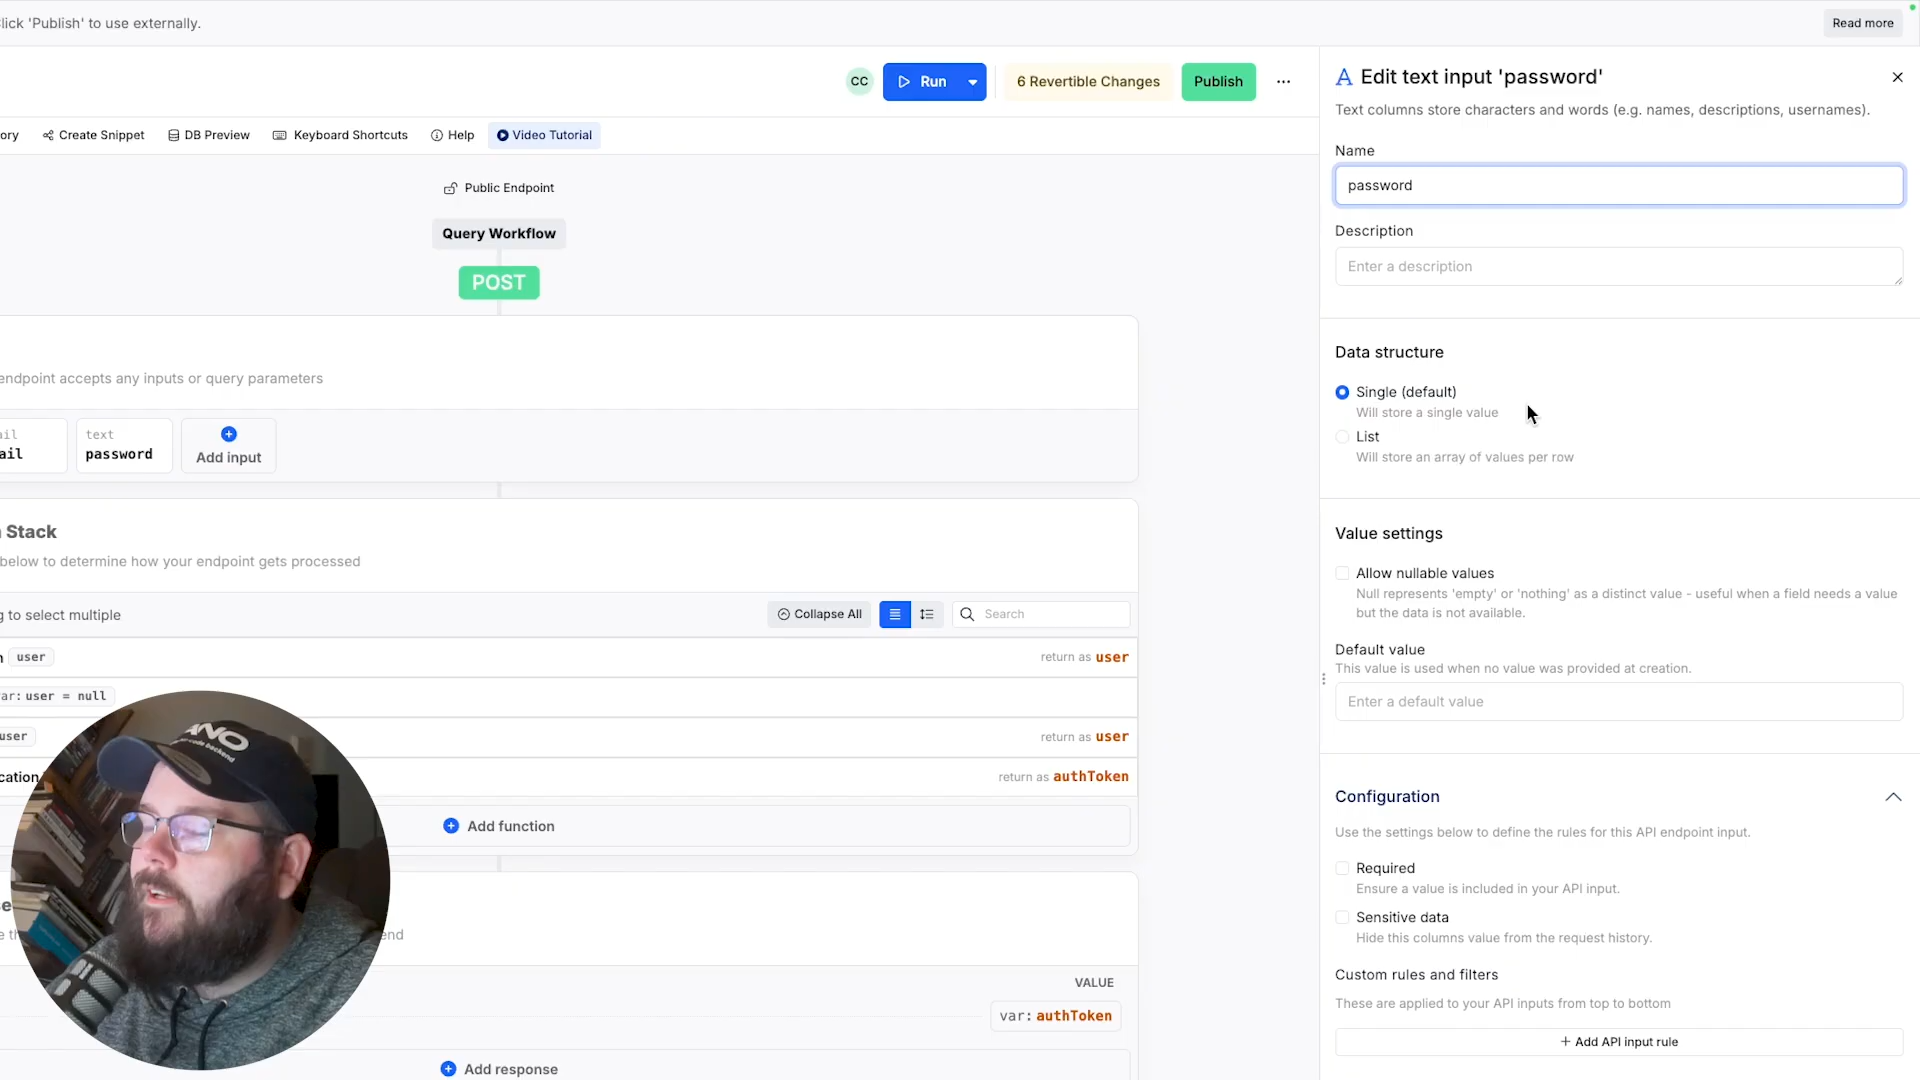 lick 'Publish' to use externally.
Read more
CC
Run
6 Revertible Changes
Publish
ory
Create Snippet
DB Preview
Keyboard Shortcuts
Help
Video Tutorial
Public Endpoint
Query Workflow
POST
endpoint accepts any inputs or query parameters
ail
ail
text
password
Add input
Stack
below to determine how your endpoint gets processed
g to select multiple
Collapse All
Search
user
return as user
ar: user = null
user
return as user
cation
return as authToken
Add function
se
end
VALUE
var: authToken
Add response
ANO
code backend
Edit text input 'password'
Text columns store characters and words (e.g. names, descriptions, usernames).
Name
password
Description
Enter a description
Data structure
Single (default)
Will store a single value
List
Will store an array of values per row
Value settings
Allow nullable values
Null represents 'empty' or 'nothing' as a distinct value - useful when a field needs a value
but the data is not available.
Default value
This value is used when no value was provided at creation.
Enter a default value
Configuration
Use the settings below to define the rules for this API endpoint input.
Required
Ensure a value is included in your API input.
Sensitive data
Hide this columns value from the request history.
Custom rules and filters
These are applied to your API inputs from top to bottom
+ Add API input rule